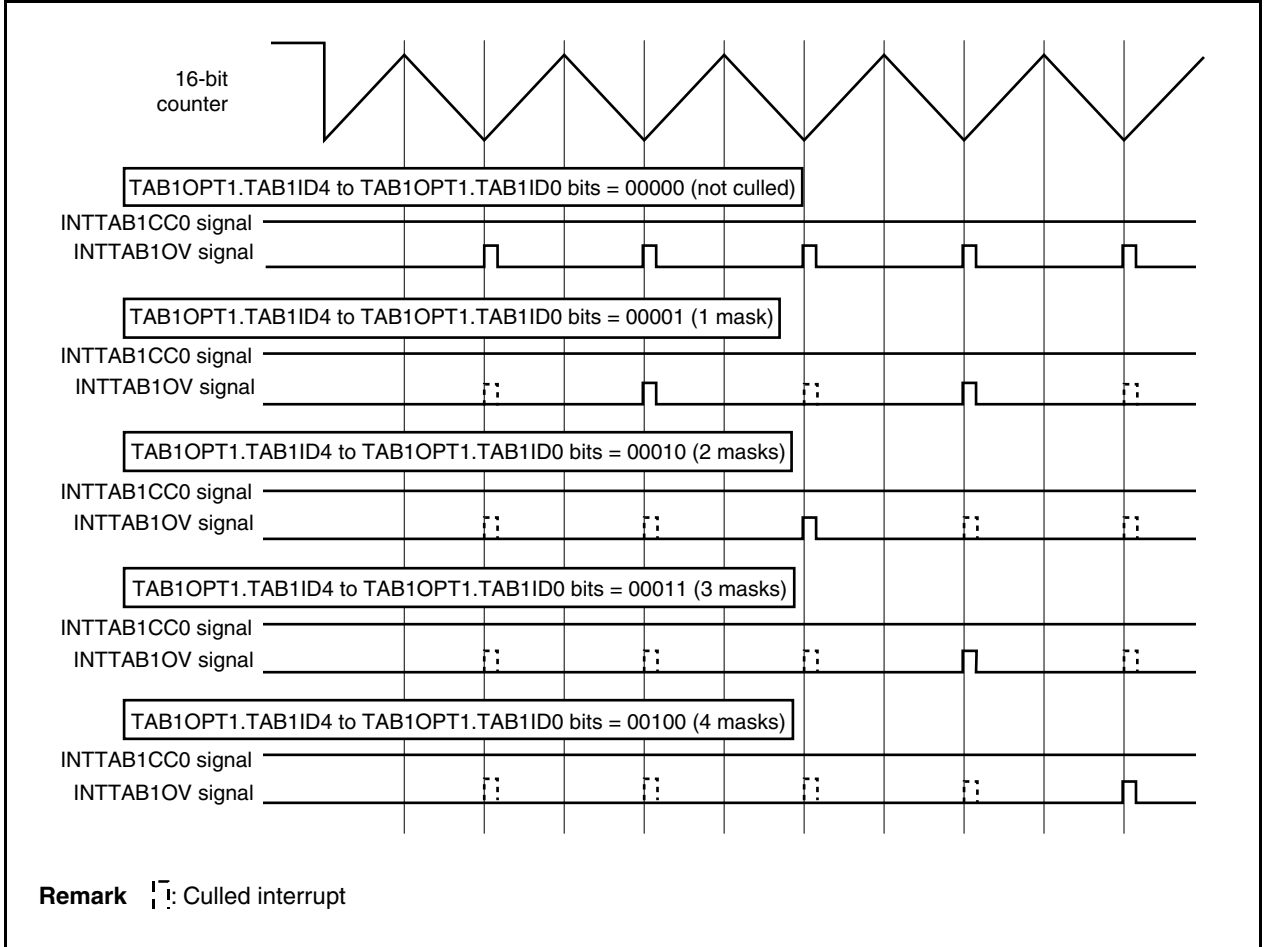 16-bit
counter
TAB1OPT1.TAB1ID4 to TAB1OPT1.TAB1ID0 bits = 00000 (not culled)
INTTAB1CC0 signal
INTTAB1OV signal
TAB1OPT1.TAB1ID4 to TAB1OPT1.TAB1ID0 bits = 00001 (1 mask)
INTTAB1CC0 signal
INTTAB1OV signal
TAB1OPT1.TAB1ID4 to TAB1OPT1.TAB1ID0 bits = 00010 (2 masks)
INTTAB1CC0 signal
INTTAB1OV signal
TAB1OPT1.TAB1ID4 to TAB1OPT1.TAB1ID0 bits = 00011 (3 masks)
INTTAB1CC0 signal
INTTAB1OV signal
TAB1OPT1.TAB1ID4 to TAB1OPT1.TAB1ID0 bits = 00100 (4 masks)
INTTAB1CC0 signal
INTTAB1OV signal
Remark : Culled interrupt